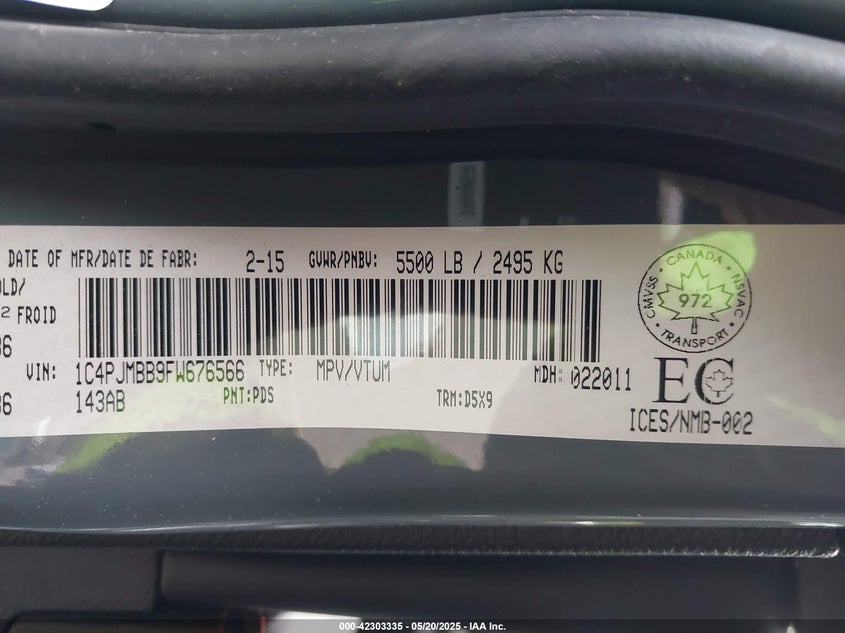 DATE OF MFR/DATE DE FABR: 2-15 GVWR/PNBV: 5500 LB / 2495 KG
OLD/
² FROID
VIN: 1C4PJMBB9FW676566 TYPE: MPV/VTUM MDH: 022011
143AB PNT:PDS TRM:D5X9
CANADA
CMVSS 972 NSVAC
TRANSPORT
EC
ICES/NMB-002
000-42303335 - 05/20/2025 - IAA Inc.